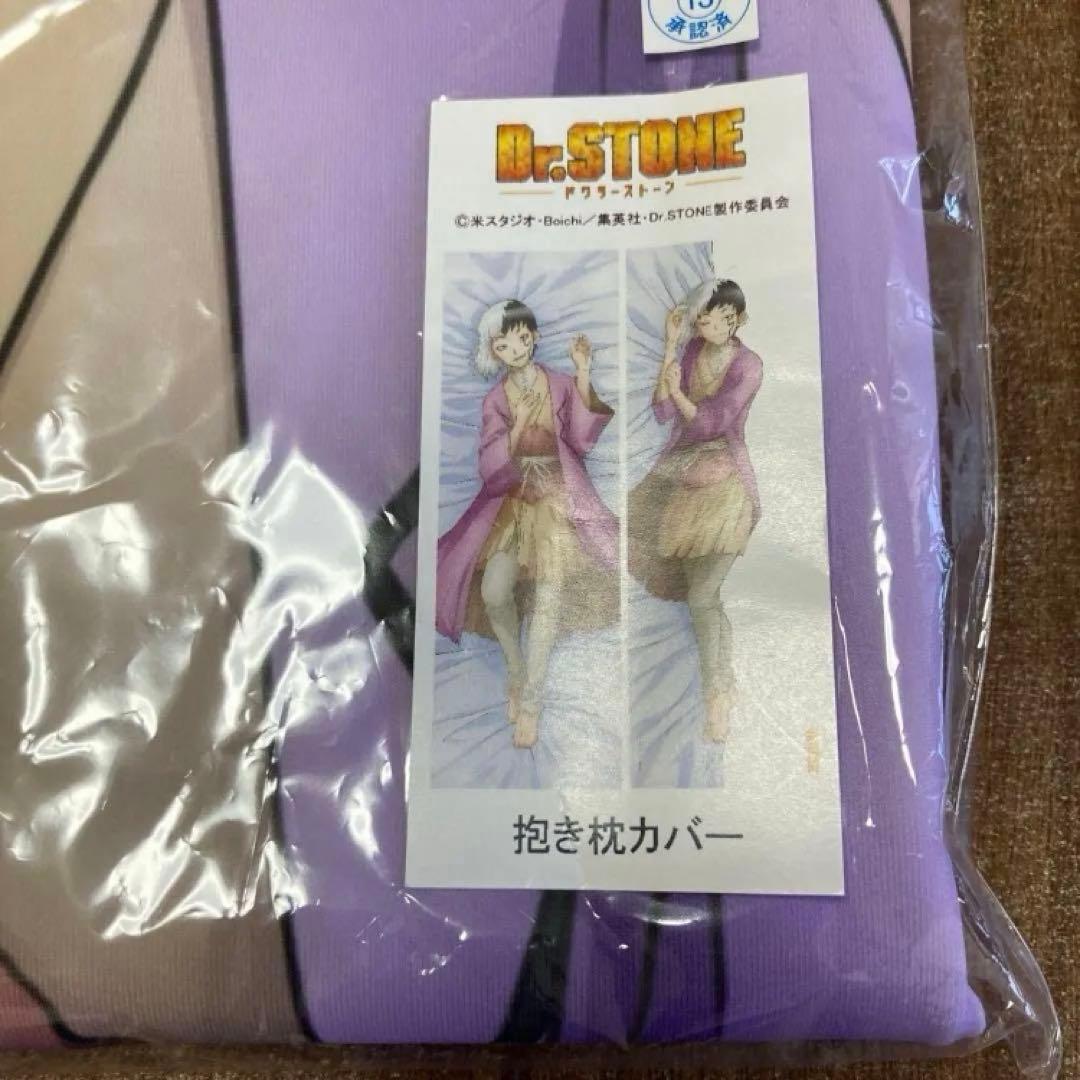 15
承認済
Dr.STONE
ドクターストーン
©米スタジオ・Boichi／集英社・Dr.STONE製作委員会
抱き枕カバー